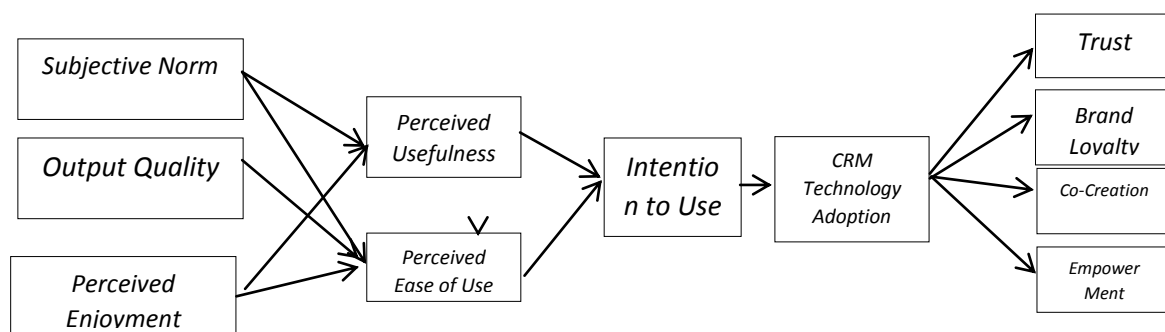 Subjective Norm
Output Quality
Perceived
Enjoyment
Perceived
Usefulness
Perceived
Ease of Use
Intentio
n to Use
CRM
Technology
Adoption
Trust
Brand
Loyalty
Co-Creation
Empower
Ment